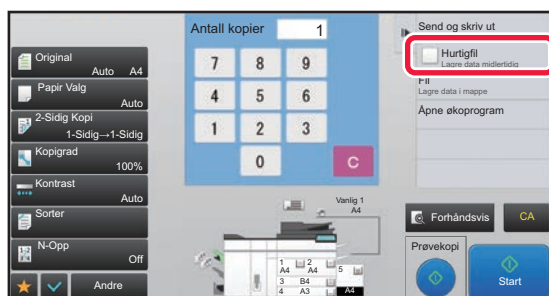 Antall kopier
1
Send og skriv ut
Hurtigfil
Lagre data midlertidig
Fil
Lagre data i mappe
Åpne økoprogram
Original
Auto A4
Papir Valg
Auto
2-Sidig Kopi
1-Sidig→1-Sidig
Kopigrad
100%
Kontrast
Auto
Sorter
N-Opp
Off
Andre
7 8 9
4 5 6
1 2 3
0 C
Vanlig 1
A4
1 A4 2 A4
3 B4
4 A3
5
A4
Forhåndsvis
CA
Prøvekopi
Start